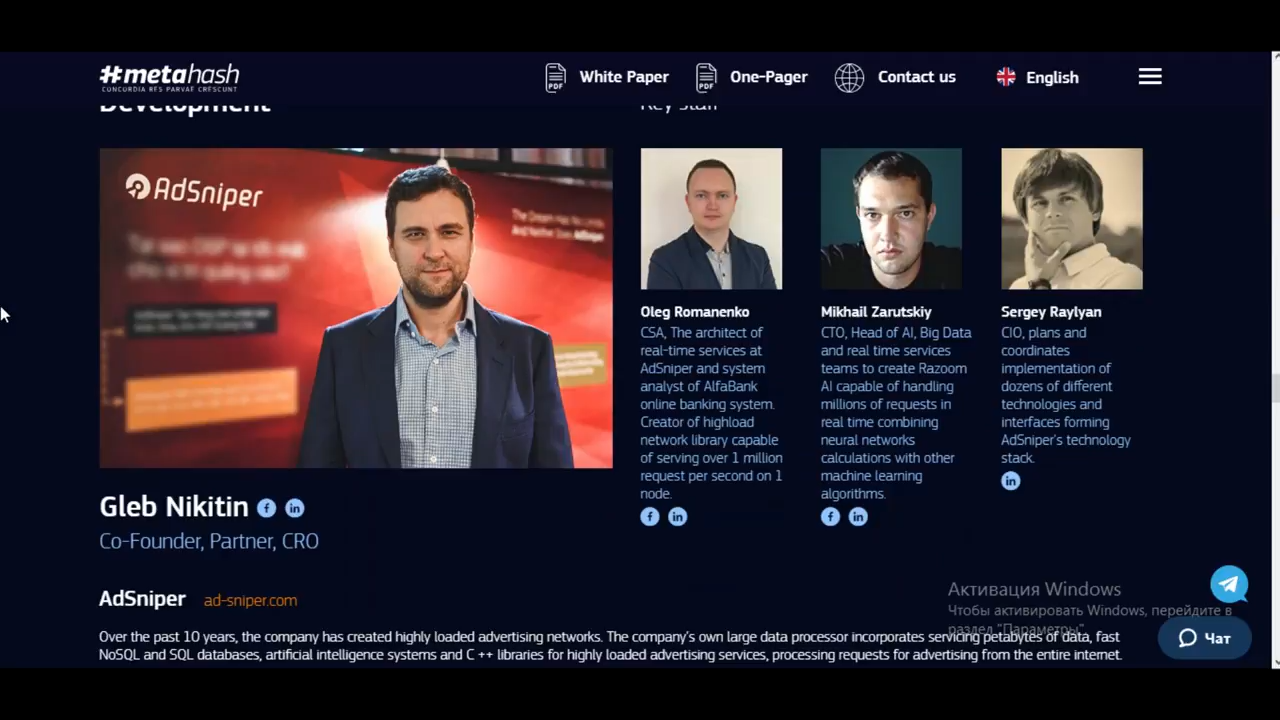 #metahash
CONCORDIA RES PARVAE CRESCUNT
White Paper
One-Pager
Contact us
English
Development
Key staff
AdSniper
Gleb Nikitin
Co-Founder, Partner, CRO
Oleg Romanenko
CSA, The architect of
real-time services at
AdSniper and system
analyst of AlfaBank
online banking system.
Creator of highload
network library capable
of serving over 1 million
request per second on 1
node.
Mikhail Zarutskiy
CTO, Head of AI, Big Data
and real time services
teams to create Razoom
AI capable of handling
millions of requests in
real time combining
neural networks
calculations with other
machine learning
algorithms.
Sergey Raylyan
CIO, plans and
coordinates
implementation of
dozens of different
technologies and
interfaces forming
AdSniper's technology
stack.
AdSniper ad-sniper.com
Over the past 10 years, the company has created highly loaded advertising networks. The company's own large data processor incorporates servicing petabytes of data, fast
NoSQL and SQL databases, artificial intelligence systems and C ++ libraries for highly loaded advertising services, processing requests for advertising from the entire internet.
Активация Windows
Чтобы активировать Windows, перейдите в
раздел "Параметры".
Чат